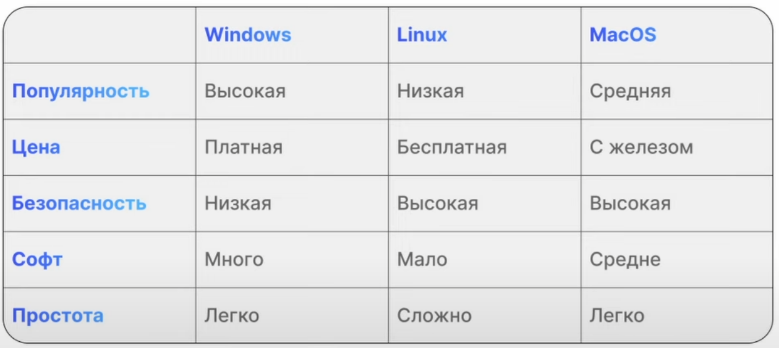 Windows Linux MacOS
Популярность Высокая Низкая Средняя
Цена Платная Бесплатная С железом
Безопасность Низкая Высокая Высокая
Софт Много Мало Средне
Простота Легко Сложно Легко